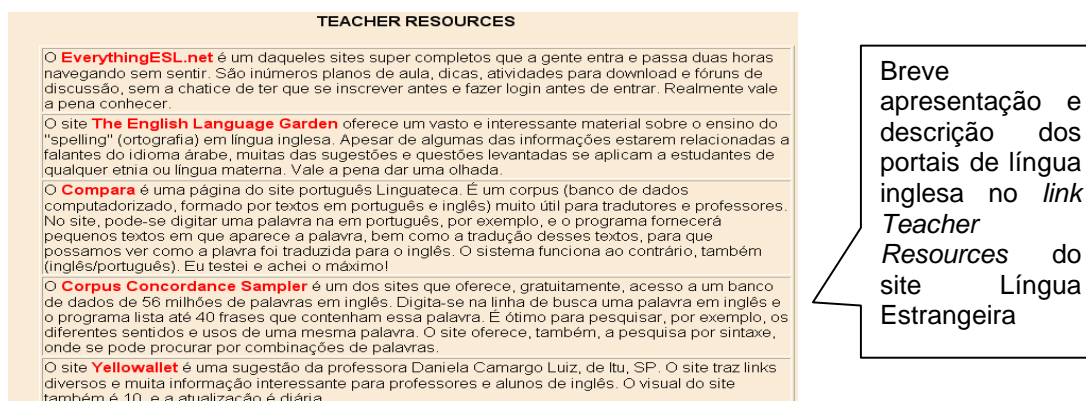 TEACHER RESOURCES
O EverythingESL.net é um daqueles sites super completos que a gente entra e passa duas horas
navegando sem sentir. São inúmeros planos de aula, dicas, atividades para download e fóruns de
discussão, sem a chatice de ter que se inscrever antes e fazer login antes de entrar. Realmente vale
a pena conhecer.
O site The English Language Garden oferece um vasto e interessante material sobre o ensino do
"spelling" (ortografia) em língua inglesa. Apesar de algumas das informações estarem relacionadas a
falantes do idioma árabe, muitas das sugestões e questões levantadas se aplicam a estudantes de
qualquer etnia ou língua materna. Vale a pena dar uma olhada.
O Compara é uma página do site português Linguateca. É um corpus (banco de dados
computadorizado, formado por textos em português e inglês) muito útil para tradutores e professores.
No site, pode-se digitar uma palavra na em português, por exemplo, e o programa fornecerá
pequenos textos em que aparece a palavra, bem como a tradução desses textos, para que
possamos ver como a plavra foi traduzida para o inglês. O sistema funciona ao contrário, também
(inglês/português). Eu testei e achei o máximo!
O Corpus Concordance Sampler é um dos sites que oferece, gratuitamente, acesso a um banco
de dados de 56 milhões de palavras em inglês. Digita-se na linha de busca uma palavra em inglês e
o programa lista até 40 frases que contenham essa palavra. É ótimo para pesquisar, por exemplo, os
diferentes sentidos e usos de uma mesma palavra. O site oferece, também, a pesquisa por sintaxe,
onde se pode procurar por combinações de palavras.
O site Yellowallet é uma sugestão da professora Daniela Camargo Luiz, de Itu, SP. O site traz links
diversos e muita informação interessante para professores e alunos de inglês. O visual do site
também é 10, e a atualização é diária.
Breve
apresentação e
descrição dos
portais de língua
inglesa no link
Teacher
Resources do
site Língua
Estrangeira